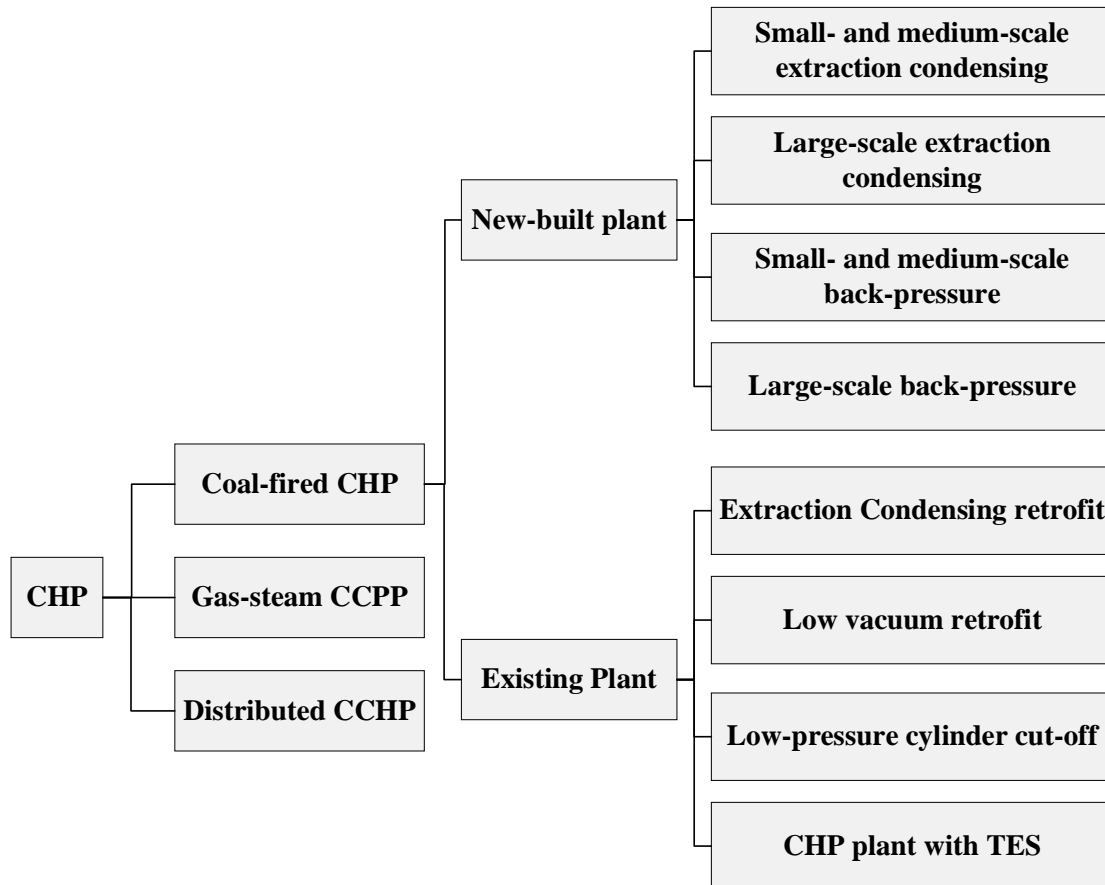 Small- and medium-scale
extraction condensing
Large-scale extraction
condensing
New-built plant
Small- and medium-scale
back-pressure
Large-scale back-pressure
Coal-fired CHP
Extraction Condensing retrofit
CHP
Gas-steam CCPP
Low vacuum retrofit
Existing Plant
Distributed CCHP
Low-pressure cylinder cut-off
CHP plant with TES